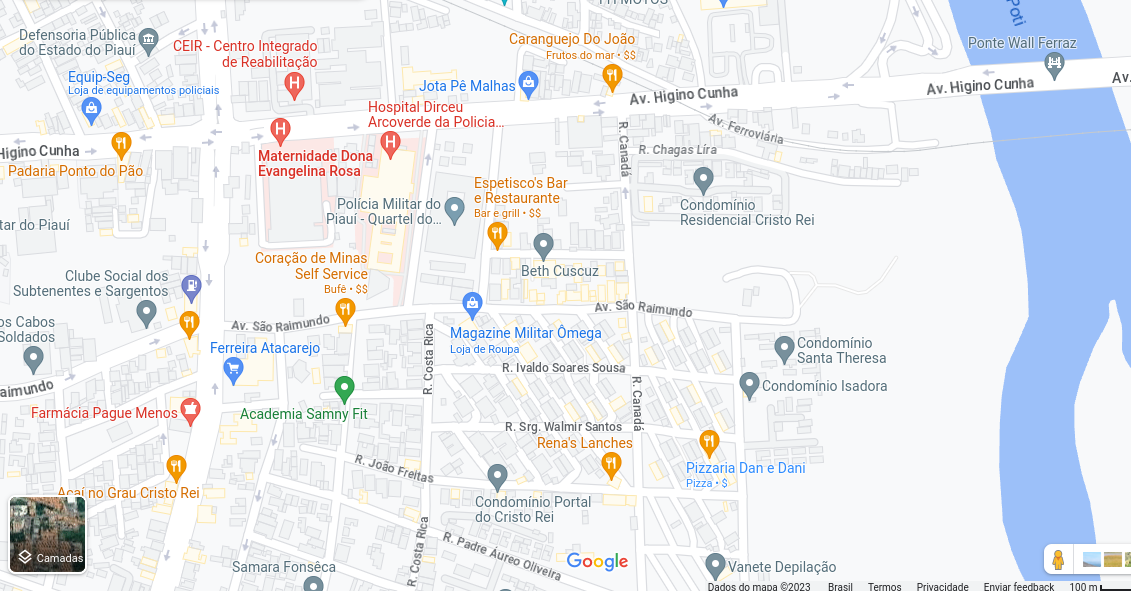 TTT MOTOS
Poti
Defensoria Pública
do Estado do Piauí
CEIR - Centro Integrado
de Reabilitação
Caranguejo Do João
Frutos do mar • $$
Ponte Wall Ferraz
Equip-Seg
Loja de equipamentos policiais
Jota Pê Malhas
Av. Higino Cunha
Av. Higino Cunha
Av.
Hospital Dirceu
Arcoverde da Polícia...
Av. Ferroviária
R. Canadá
R. Chagas Líra
Higino Cunha
Padaria Ponto do Pão
Maternidade Dona
Evangelina Rosa
Espetisco's Bar
e Restaurante
Bar e grill • $$
Polícia Militar do
Piauí - Quartel do...
Condomínio
Residencial Cristo Rei
tar do Piauí
Coração de Minas
Self Service
Bufê • $$
Beth Cuscuz
Clube Social dos
Subtenentes e Sargentos
Av. São Raimundo
Av. São Raimundo
os Cabos
Soldados
Magazine Militar Ômega
Loja de Roupa
Ferreira Atacarejo
R. Costa Rica
Condomínio
Santa Theresa
R. Ivaldo Soares Sousa
Raimundo
R. Canadá
Condomínio Isadora
Farmácia Pague Menos
Academia Samny Fit
R. Srg. Walmir Santos
Rena's Lanches
R. João Freitas
Pizzaria Dan e Dani
Pizza • $
Açaí no Grau Cristo Rei
Condomínio Portal
do Cristo Rei
R. Costa Rica
R. Padre Aureo Oliveira
Camadas
Google
Samara Fonsêca
Vanete Depilação
Dados do mapa ©2023 Brasil Termos Privacidade Enviar feedback 100 m